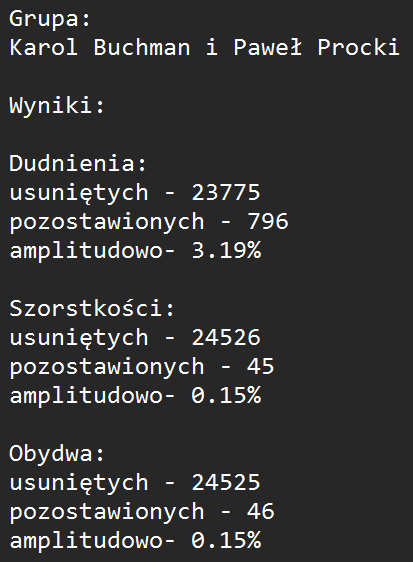 Grupa:
Karol Buchman i Paweł Procki
Wyniki:
Dudnienia:
usuniętych - 23775
pozostawionych - 796
amplitudowo- 3.19%
Szorstkości:
usuniętych - 24526
pozostawionych - 45
amplitudowo- 0.15%
Obydwa:
usuniętych - 24525
pozostawionych - 46
amplitudowo- 0.15%